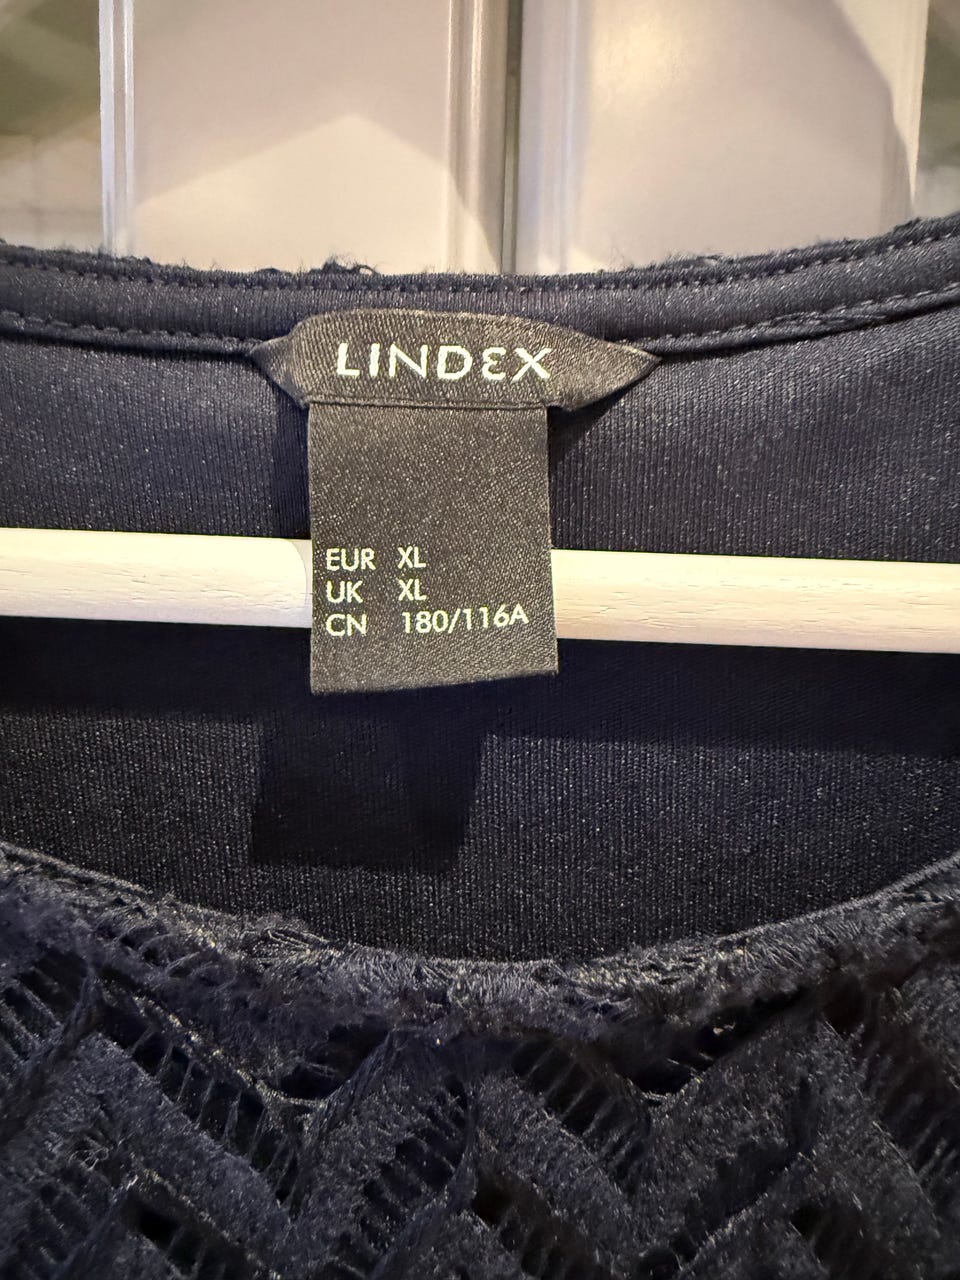 LINDEX
EUR XL
UK XL
CN 180/116A